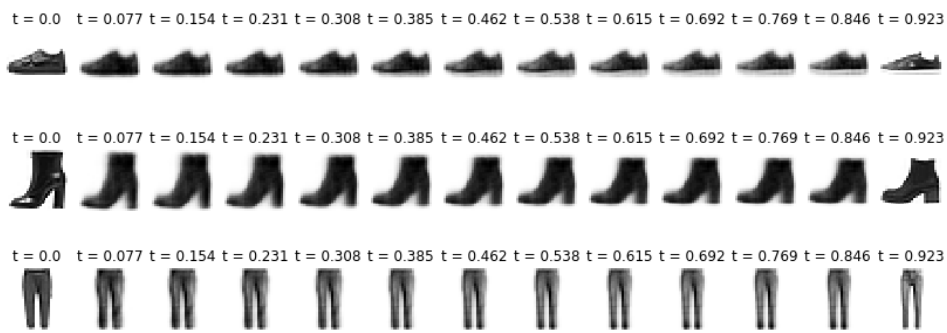 t = 0.0 t = 0.077 t = 0.154 t = 0.231 t = 0.308 t = 0.385 t = 0.462 t = 0.538 t = 0.615 t = 0.692 t = 0.769 t = 0.846 t = 0.923
t = 0.0 t = 0.077 t = 0.154 t = 0.231 t = 0.308 t = 0.385 t = 0.462 t = 0.538 t = 0.615 t = 0.692 t = 0.769 t = 0.846 t = 0.923
t = 0.0 t = 0.077 t = 0.154 t = 0.231 t = 0.308 t = 0.385 t = 0.462 t = 0.538 t = 0.615 t = 0.692 t = 0.769 t = 0.846 t = 0.923